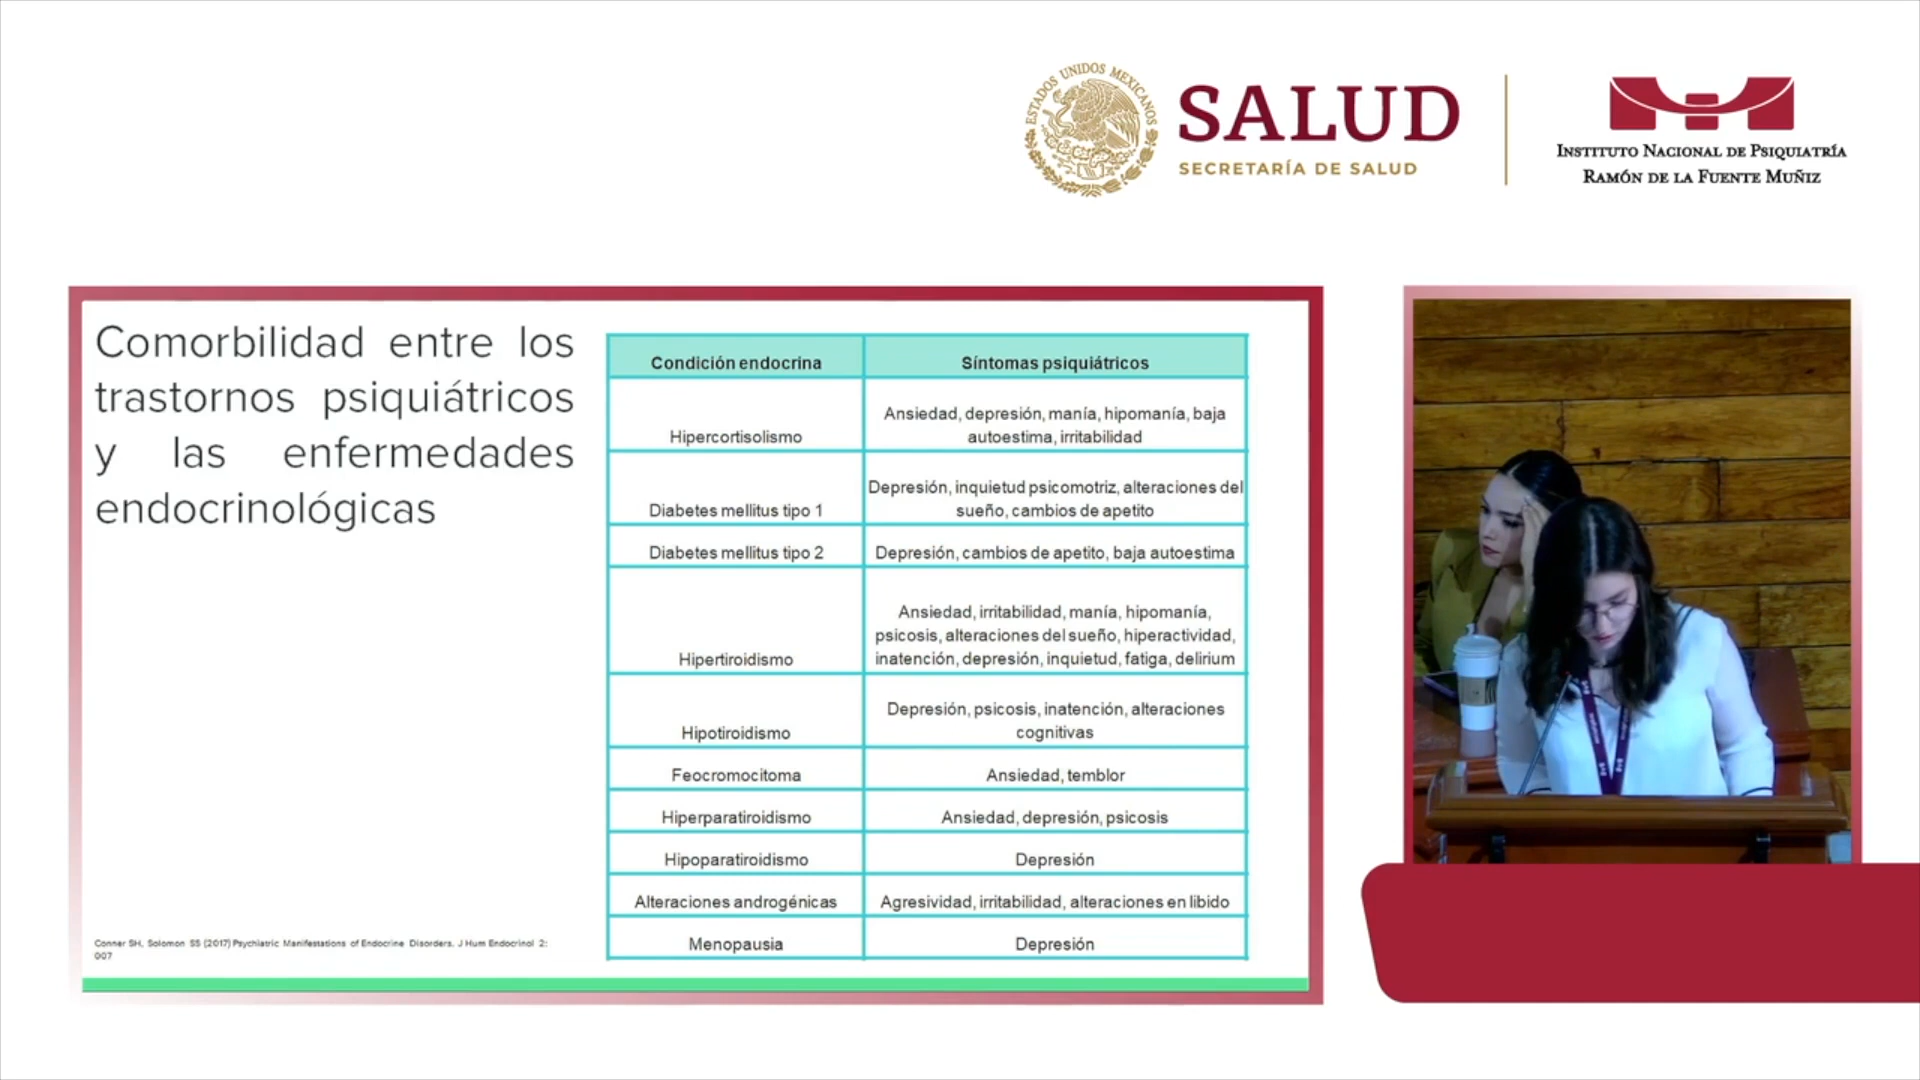 ESTADOS UNIDOS MEXICANOS
SALUD
SECRETARÍA DE SALUD
INSTITUTO NACIONAL DE PSIQUIATRÍA
RAMÓN DE LA FUENTE MUÑIZ
Comorbilidad entre los
trastornos psiquiátricos
y las enfermedades
endocrinológicas
Condición endocrina
Síntomas psiquiátricos
Hipercortisolismo
Ansiedad, depresión, manía, hipomanía, baja
autoestima, irritabilidad
Diabetes mellitus tipo 1
Depresión, inquietud psicomotriz, alteraciones del
sueño, cambios de apetito
Diabetes mellitus tipo 2
Depresión, cambios de apetito, baja autoestima
Hipertiroidismo
Ansiedad, irritabilidad, manía, hipomanía,
psicosis, alteraciones del sueño, hiperactividad,
inatención, depresión, inquietud, fatiga, delirium
Hipotiroidismo
Depresión, psicosis, inatención, alteraciones
cognitivas
Feocromocitoma
Ansiedad, temblor
Hiperparatiroidismo
Ansiedad, depresión, psicosis
Hipoparatiroidismo
Depresión
Alteraciones androgénicas
Agresividad, irritabilidad, alteraciones en libido
Menopausia
Depresión
Conner SH, Solomon SS (2017) Psychiatric Manifestations of Endocrine Disorders. J Hum Endocrinol 2:
007